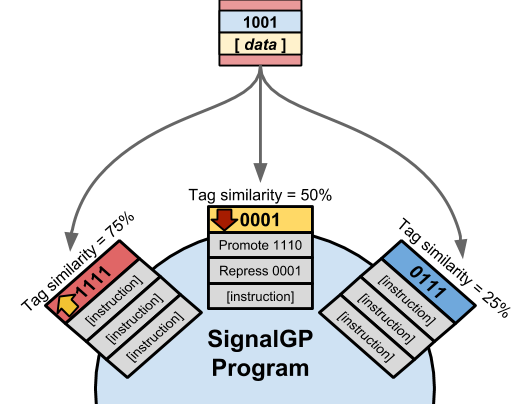 1001
[ data ]
Tag similarity = 75%
1111
[instruction]
[instruction]
[instruction]
Tag similarity = 50%
0001
Promote 1110
Repress 0001
[instruction]
Tag similarity = 25%
0111
[instruction]
[instruction]
[instruction]
SignalGP
Program